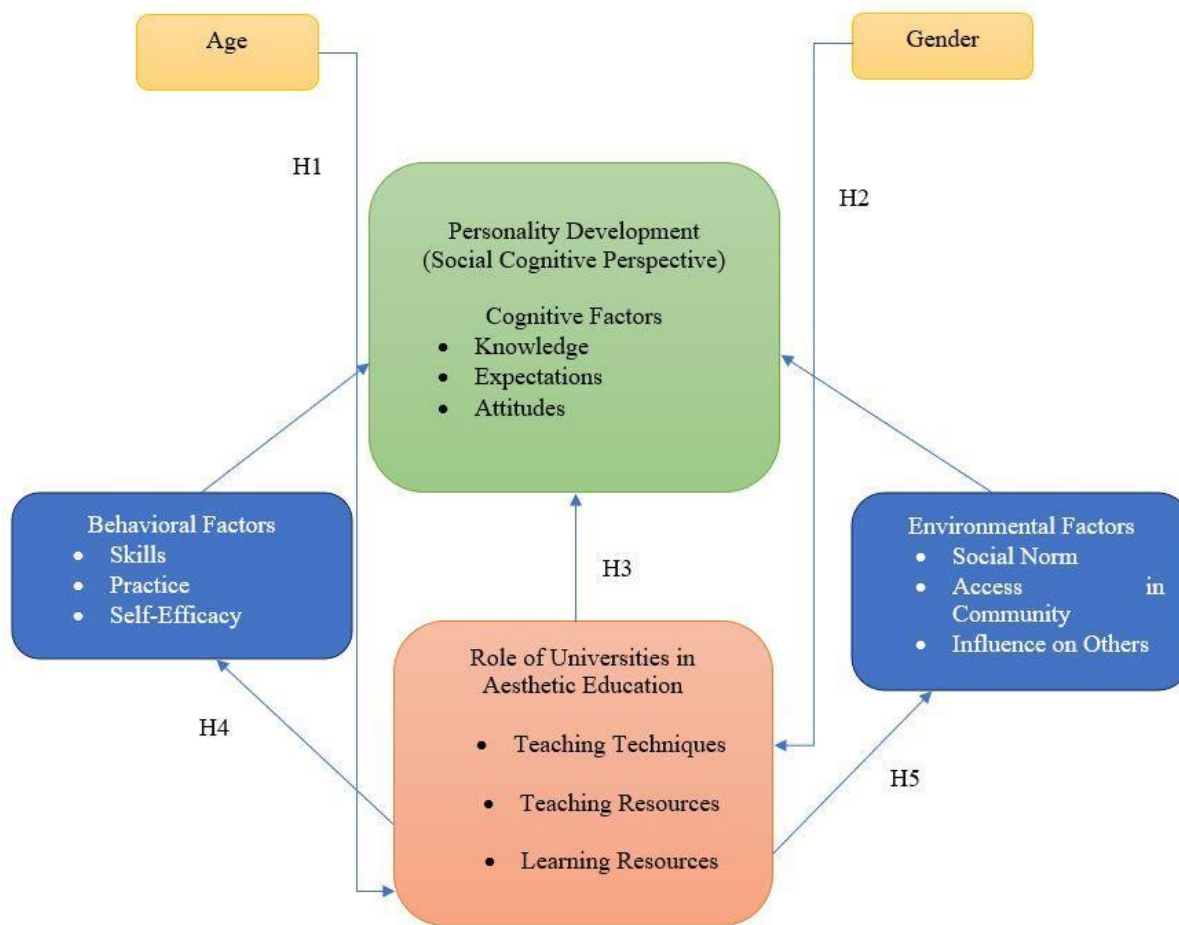 Age
Gender
H1
H2
Personality Development
(Social Cognitive Perspective)
Cognitive Factors
• Knowledge
• Expectations
• Attitudes
Behavioral Factors
• Skills
• Practice
• Self-Efficacy
Environmental Factors
• Social Norm
• Access in
Community
• Influence on Others
H3
Role of Universities in
Aesthetic Education
• Teaching Techniques
• Teaching Resources
• Learning Resources
H4
H5